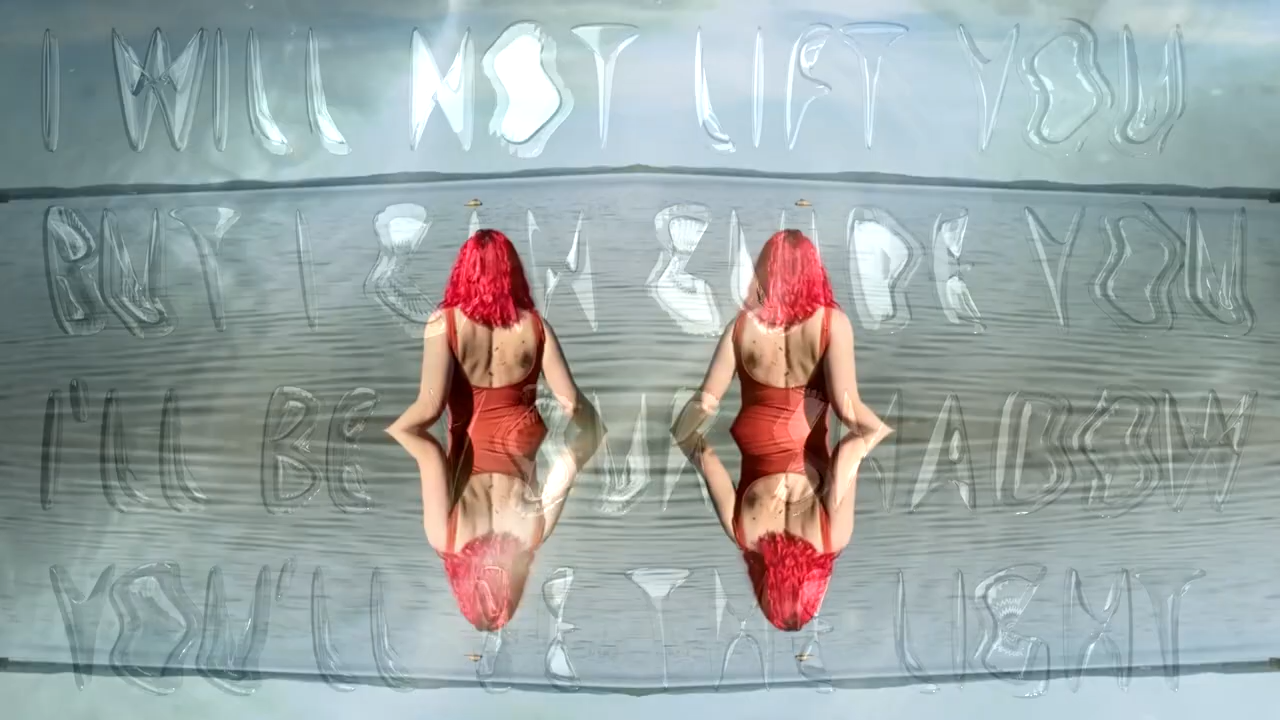 I WILL NOT LIFT YOU
BUT I CAN GUIDE YOU
I'LL BE YOUR SHADOW
YOU'LL BE THE LIGHT